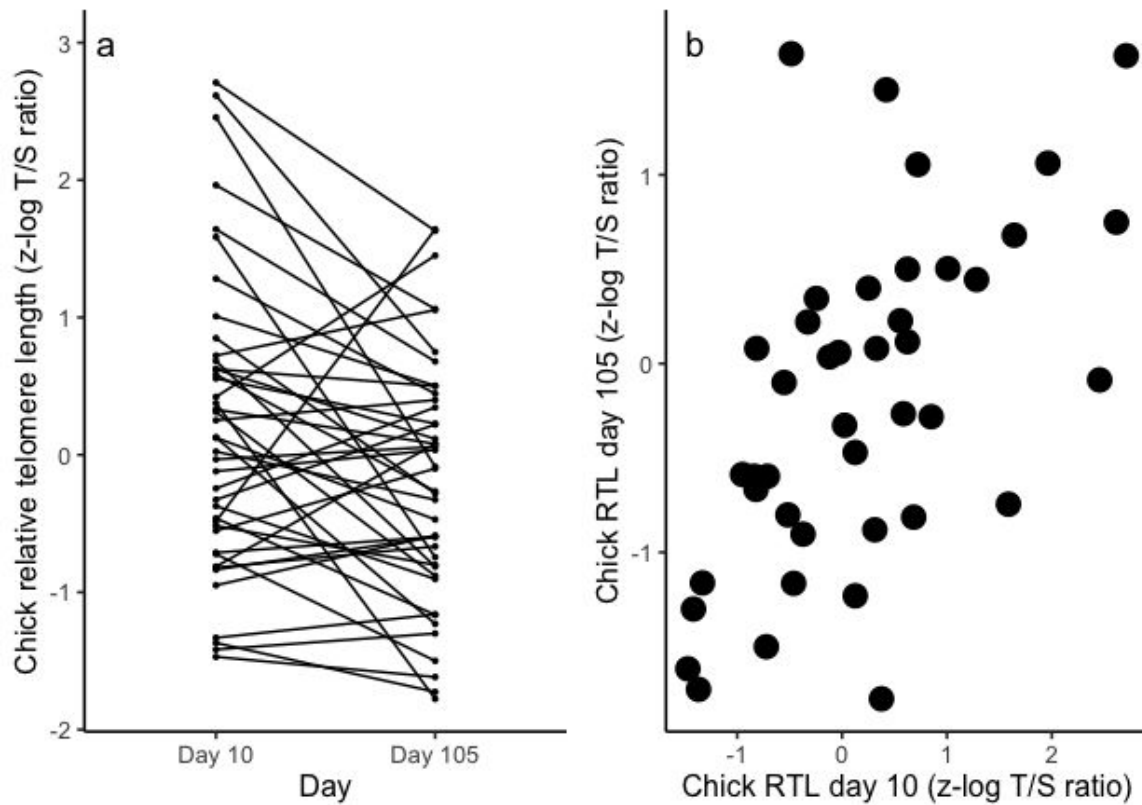 a
3
2
1
0
-1
-2
Chick relative telomere length (z-log T/S ratio)
Day 10
Day 105
Day
b
1
0
-1
Chick RTL day 105 (z-log T/S ratio)
-1
0
1
2
Chick RTL day 10 (z-log T/S ratio)